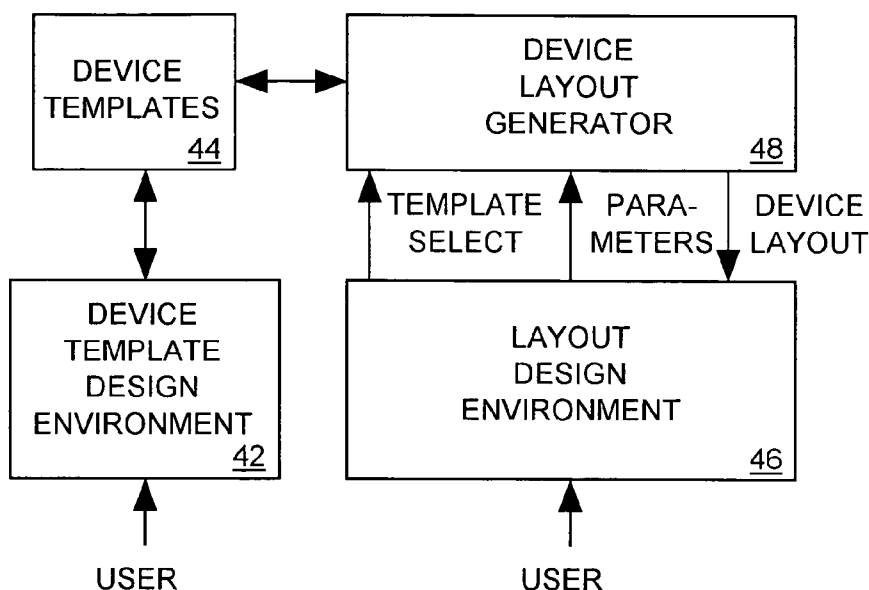 DEVICE
TEMPLATES
44
DEVICE
LAYOUT
GENERATOR
48
TEMPLATE
SELECT
PARA-
METERS
DEVICE
LAYOUT
DEVICE
TEMPLATE
DESIGN
ENVIRONMENT
42
LAYOUT
DESIGN
ENVIRONMENT
46
USER
USER